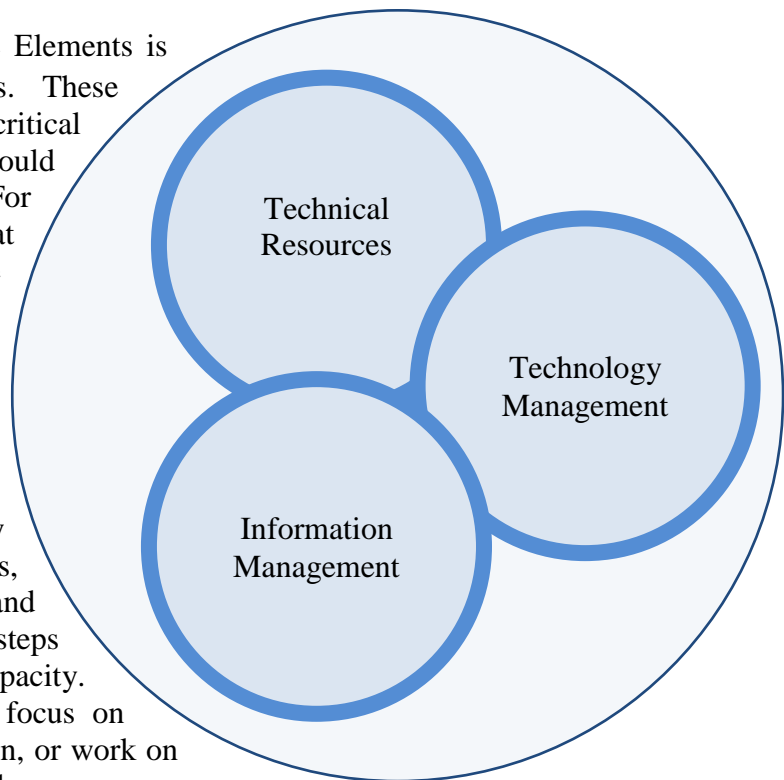 Elements is
These
critical
ould
For
at
Technical
Resources
Technology
Management
Information
Management
s,
and
steps
pacity.
focus on
n, or work on